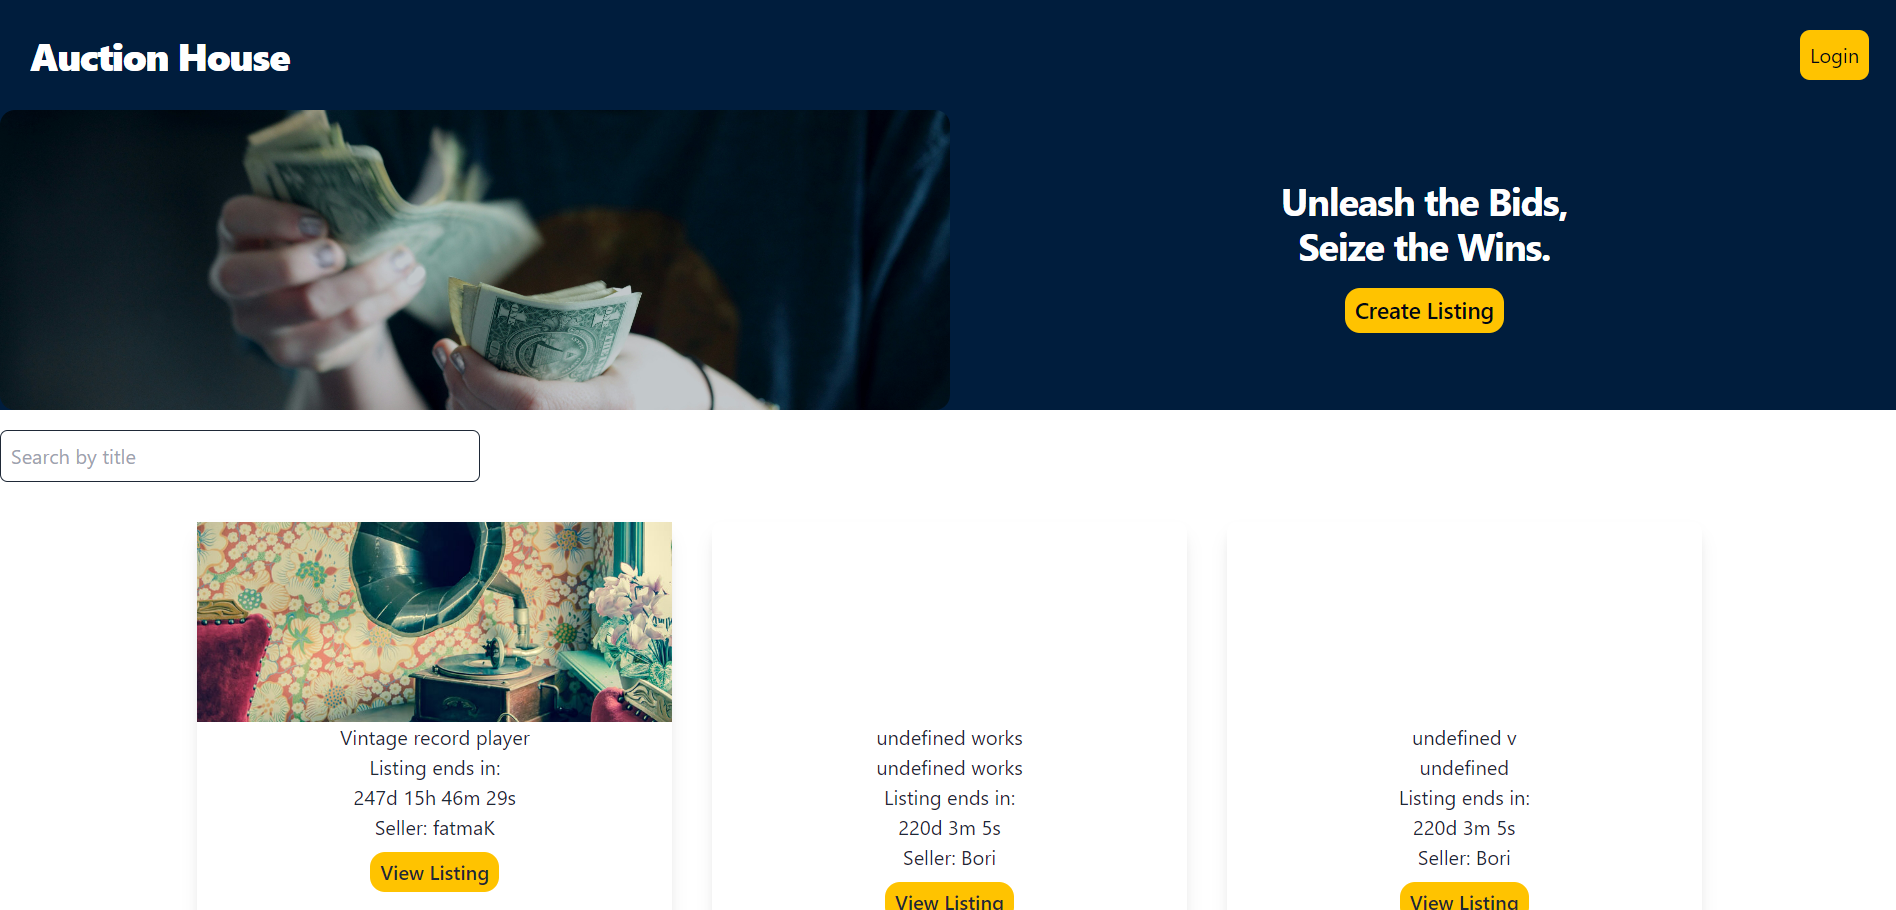 Auction House
Login
Unleash the Bids,
Seize the Wins.
Create Listing
Search by title
Vintage record player
Listing ends in:
247d 15h 46m 29s
Seller: fatmaK
View Listing
undefined works
undefined works
Listing ends in:
220d 3m 5s
Seller: Bori
View Listing
undefined v
undefined
Listing ends in:
220d 3m 5s
Seller: Bori
View Listing